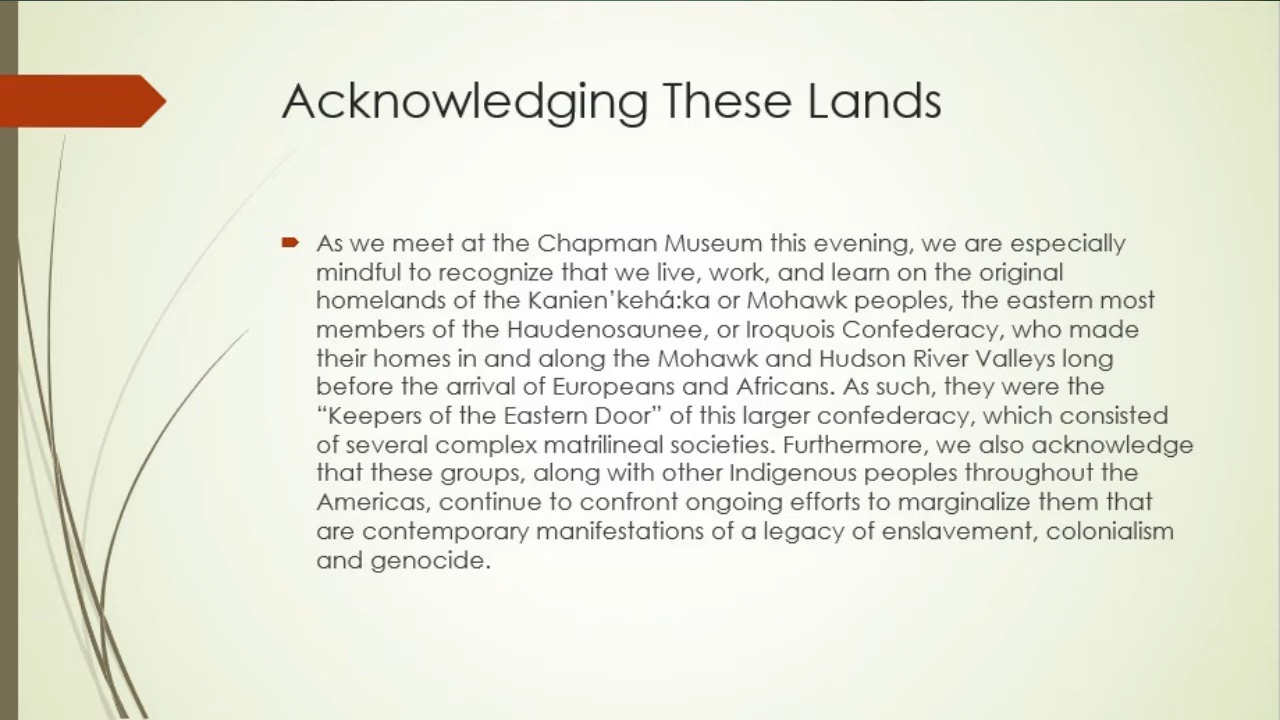 Acknowledging These Lands
As we meet at the Chapman Museum this evening, we are especially
mindful to recognize that we live, work, and learn on the original
homelands of the Kanien’kehá:ka or Mohawk peoples, the eastern most
members of the Haudenosaunee, or Iroquois Confederacy, who made
their homes in and along the Mohawk and Hudson River Valleys long
before the arrival of Europeans and Africans. As such, they were the
“Keepers of the Eastern Door” of this larger confederacy, which consisted
of several complex matrilineal societies. Furthermore, we also acknowledge
that these groups, along with other Indigenous peoples throughout the
Americas, continue to confront ongoing efforts to marginalize them that
are contemporary manifestations of a legacy of enslavement, colonialism
and genocide.